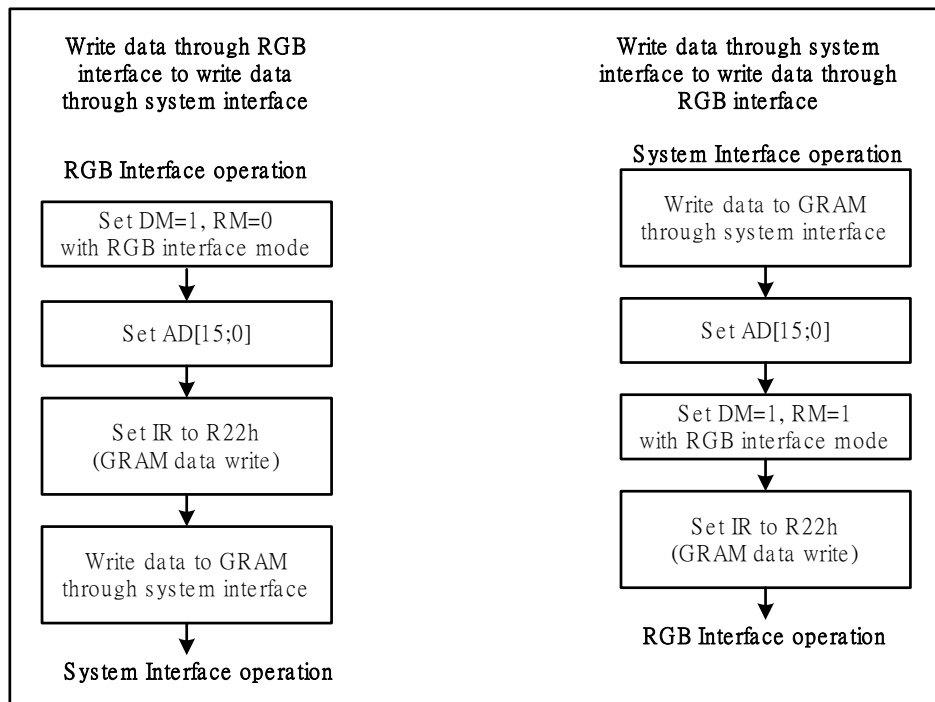 Write data through RGB
interface to write data
through system interface
RGB Interface operation
Set DM=1, RM=0
with RGB interface mode
Set AD[15;0]
Set IR to R22h
(GRAM data write)
Write data to GRAM
through system interface
System Interface operation
Write data through system
interface to write data through
RGB interface
System Interface operation
Write data to GRAM
through system interface
Set AD[15;0]
Set DM=1, RM=1
with RGB interface mode
Set IR to R22h
(GRAM data write)
RGB Interface operation